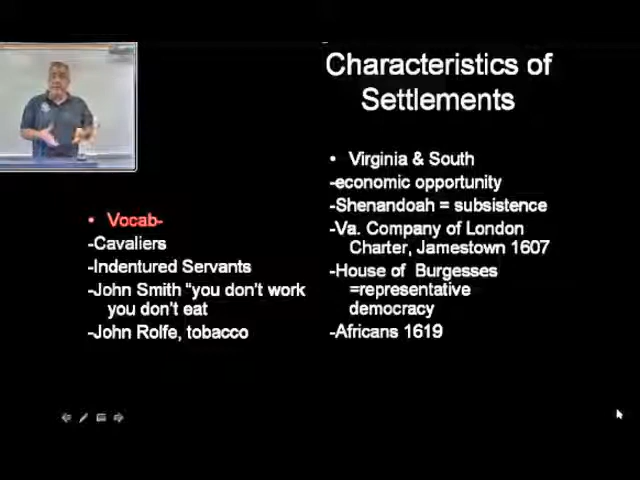 Characteristics of
Settlements
• Vocab-
-Cavaliers
-Indentured Servants
-John Smith “you don’t work
you don’t eat
-John Rolfe, tobacco
• Virginia & South
-economic opportunity
-Shenandoah = subsistence
-Va. Company of London
Charter, Jamestown 1607
-House of Burgesses
=representative
democracy
-Africans 1619